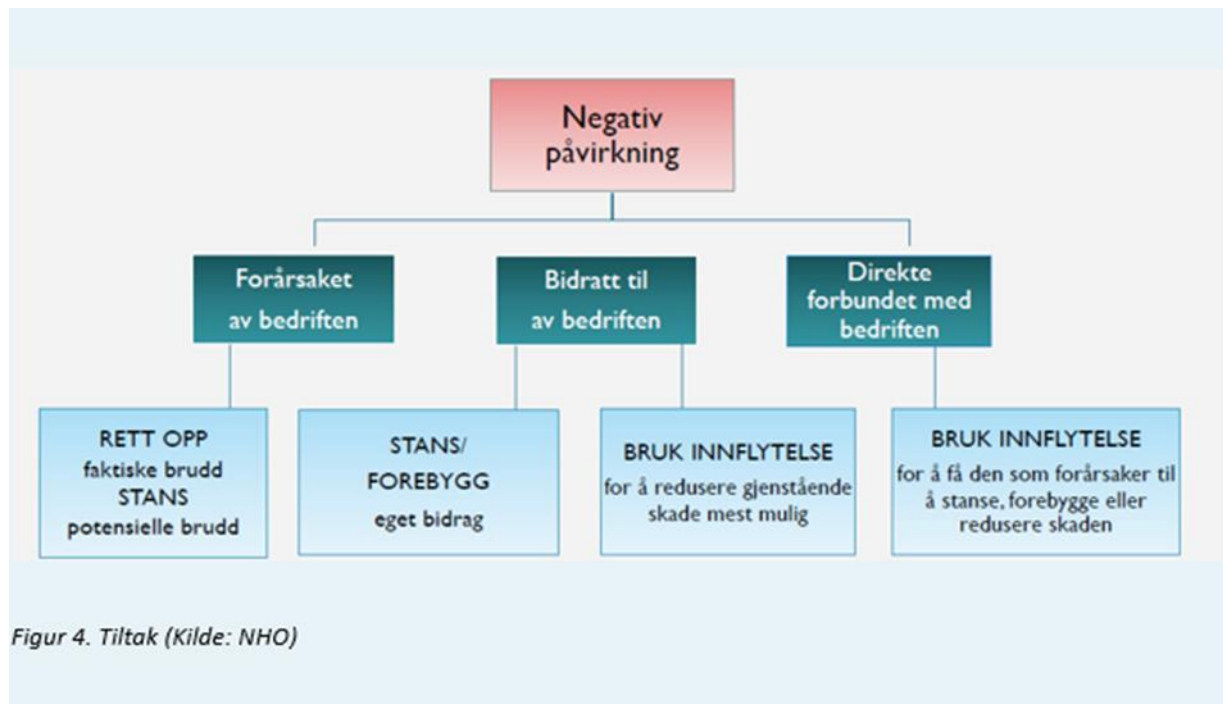 Negativ
påvirkning
Forårsaket
av bedriften
Bidratt til
av bedriften
Direkte
forbundet med
bedriften
RETT OPP
faktiske brudd
STANS
potensielle brudd
STANS/
FOREBYGG
eget bidrag
BRUK INNFLYTELSE
for å redusere gjenstående
skade mest mulig
BRUK INNFLYTELSE
for å få den som forårsaker til
å stanse, forebygge eller
redusere skaden
Figur 4. Tiltak (Kilde: NHO)